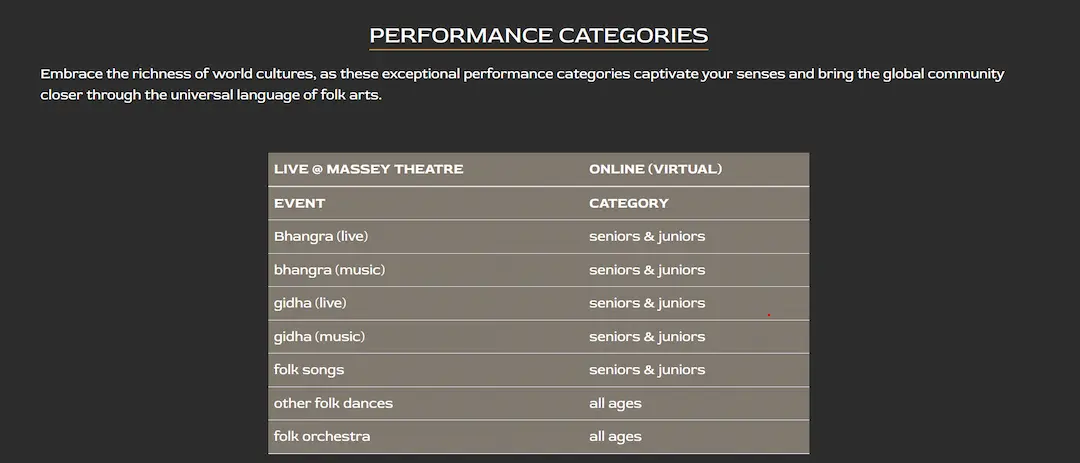 PERFORMANCE CATEGORIES
Embrace the richness of world cultures, as these exceptional performance categories captivate your senses and bring the global community
closer through the universal language of folk arts.
LIVE @ MASSEY THEATRE ONLINE (VIRTUAL)
EVENT CATEGORY
Bhangra (live) seniors & juniors
bhangra (music) seniors & juniors
gidha (live) seniors & juniors
gidha (music) seniors & juniors
folk songs seniors & juniors
other folk dances all ages
folk orchestra all ages